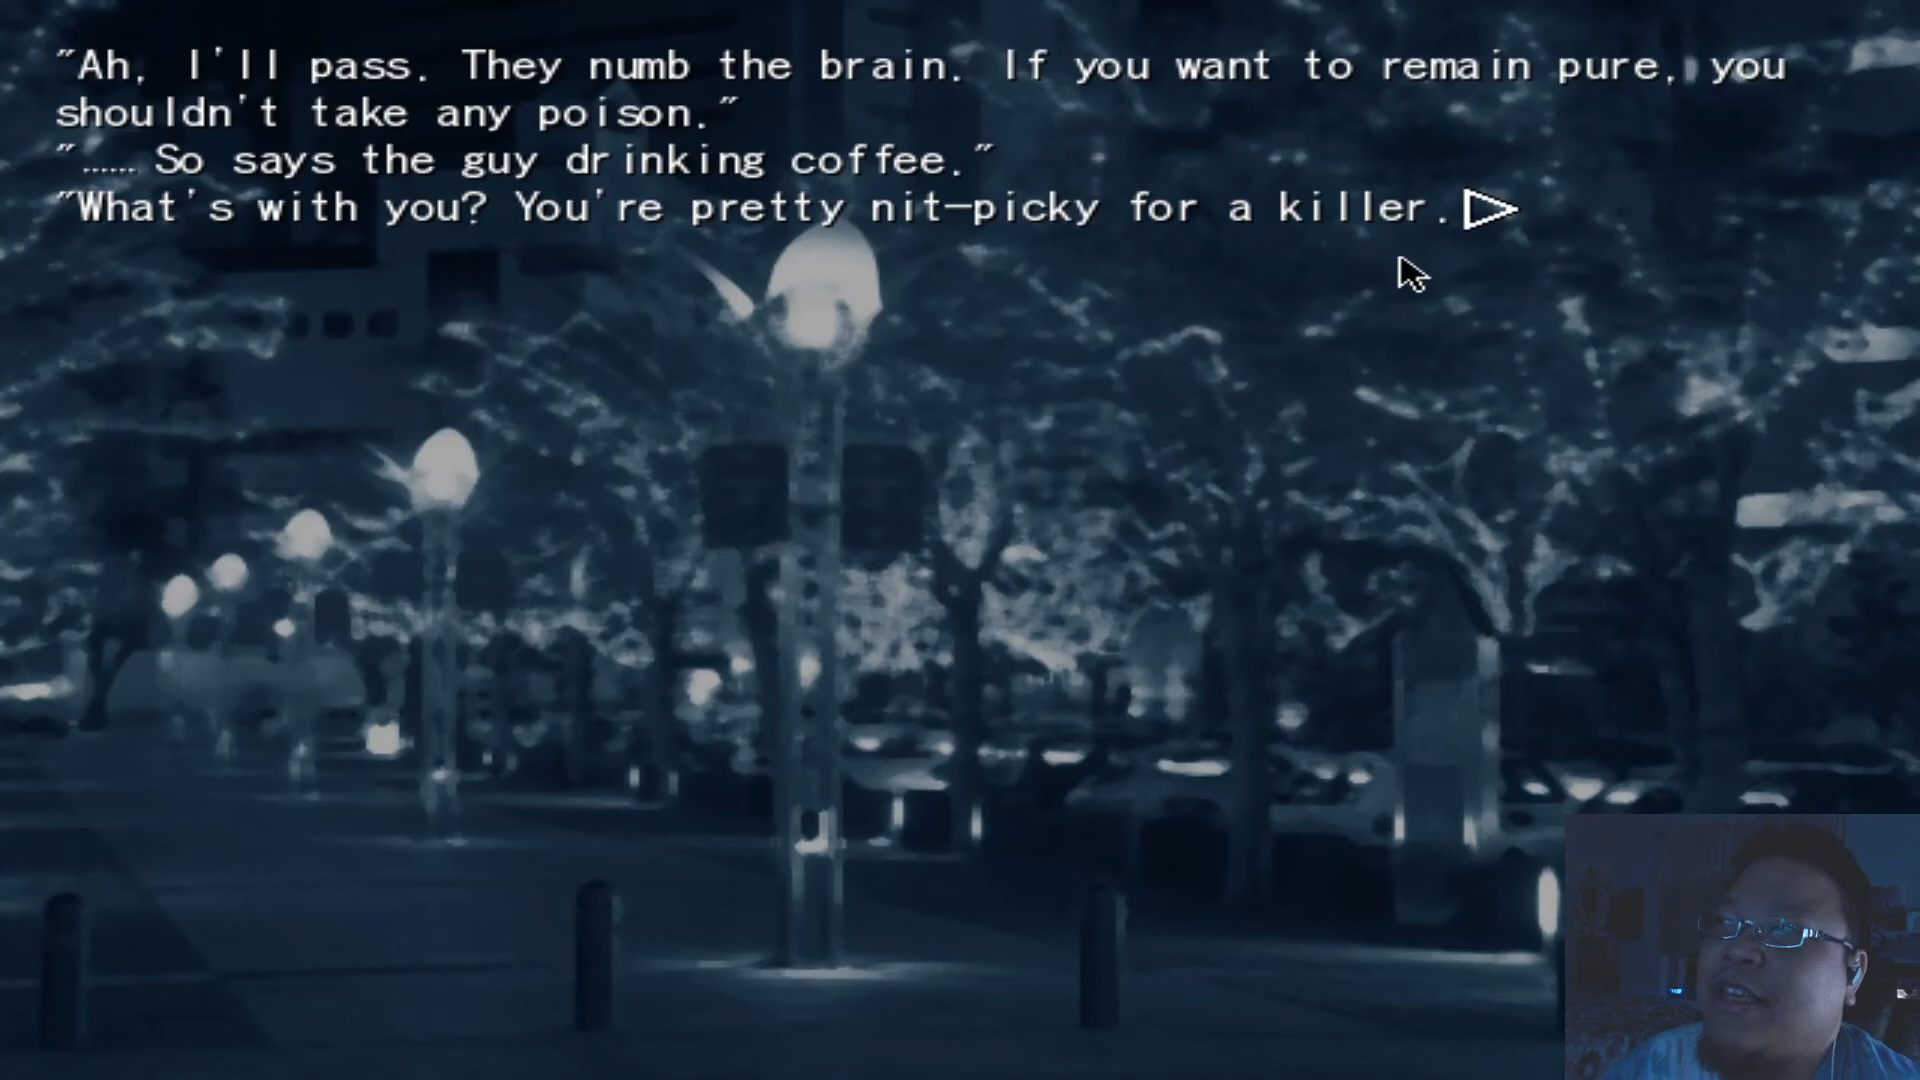 "Ah, I'll pass. They numb the brain. If you want to remain pure, you
shouldn't take any poison."
"…… So says the guy drinking coffee."
"What's with you? You're pretty nit-picky for a killer.